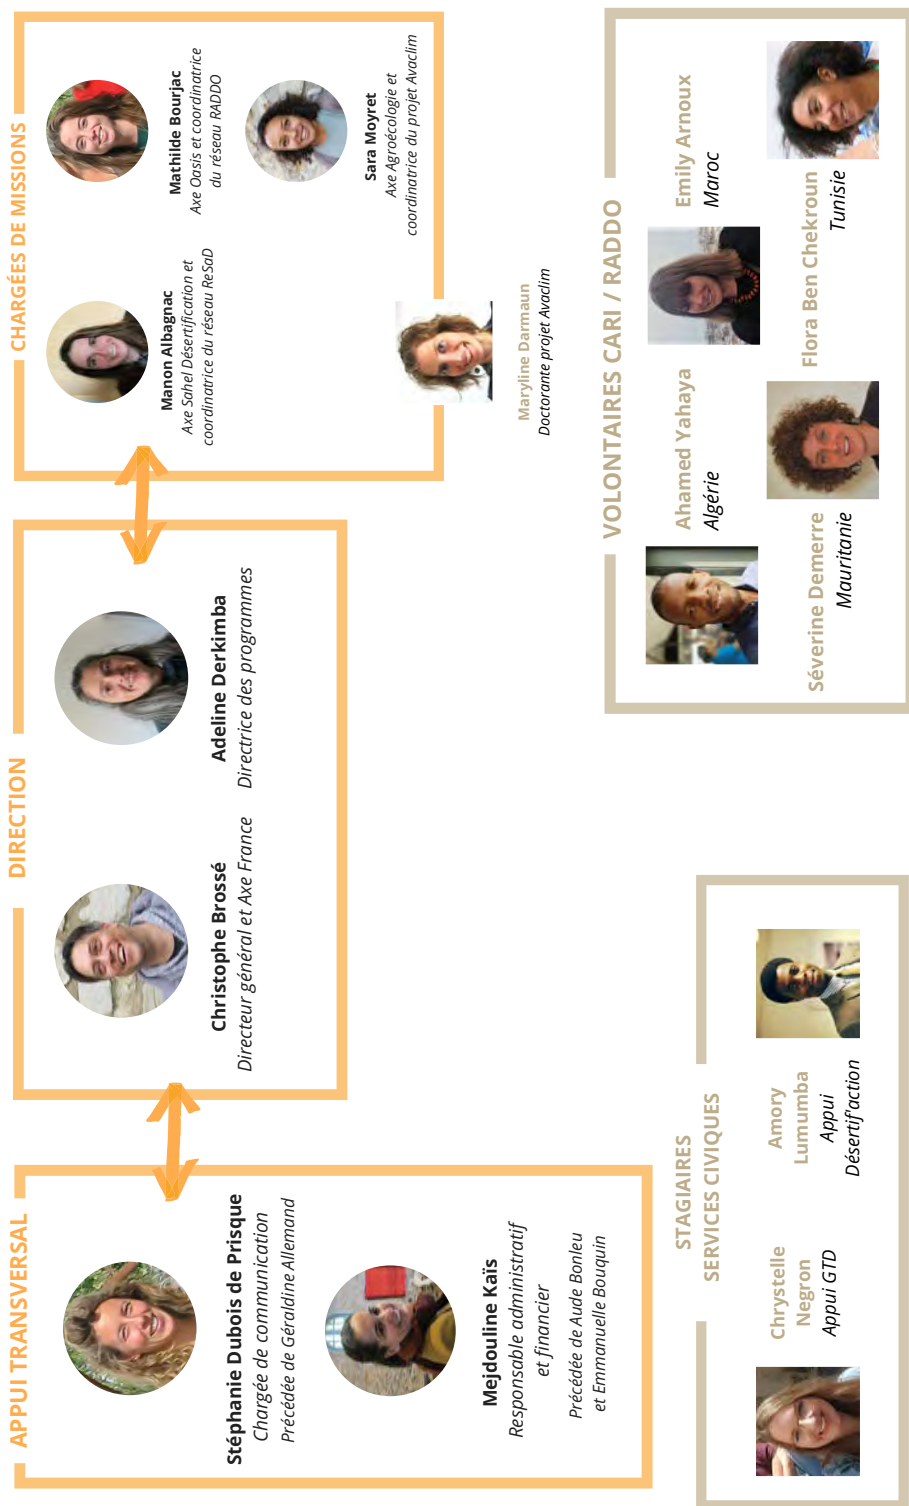 APPUI TRANSVERSAL
Stéphanie Dubois de Prisque
Chargée de communication
Précédée de Géraldine Allemand
Mejdouline Kaïs
Responsable administratif
et financier
Précédée de Aude Bonleu
et Emmanuelle Bouquin
DIRECTION
Christophe Brossé
Directeur général et Axe France
Adeline Derkimba
Directrice des programmes
CHARGÉES DE MISSIONS
Manon Albagnac
Axe Sahel Désertification et
coordinatrice du réseau ReSaD
Mathilde Bourjac
Axe Oasis et coordinatrice
du réseau RADDO
Sara Moyret
Axe Agroécologie et
coordinatrice du projet Avaclim
Maryline Darmaun
Doctorante projet Avaclim
STAGIAIRES
SERVICES CIVIQUES
Chrystelle
Negron
Appui GTD
Amory
Lumumba
Appui
Désertif'action
VOLONTAIRES CARI / RADDO
Ahamed Yahaya
Algérie
Emily Arnoux
Maroc
Séverine Demerre
Mauritanie
Flora Ben Chekroun
Tunisie